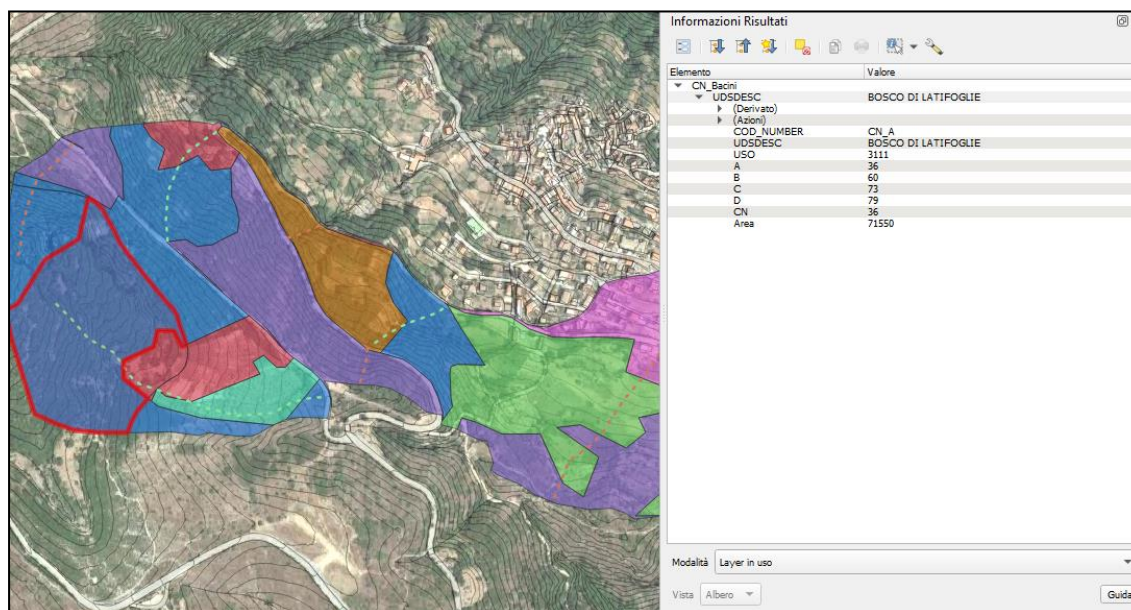 Informazioni Risultati
Elemento Valore
CN_Bacini
UDSDESC BOSCO DI LATIFOGLIE
(Derivato)
(Azioni)
COD_NUMBER CN_A
UDSDESC BOSCO DI LATIFOGLIE
USO 3111
A 36
B 60
C 73
D 79
CN 36
Area 71550
Modalità Layer in uso
Vista Albero Guida